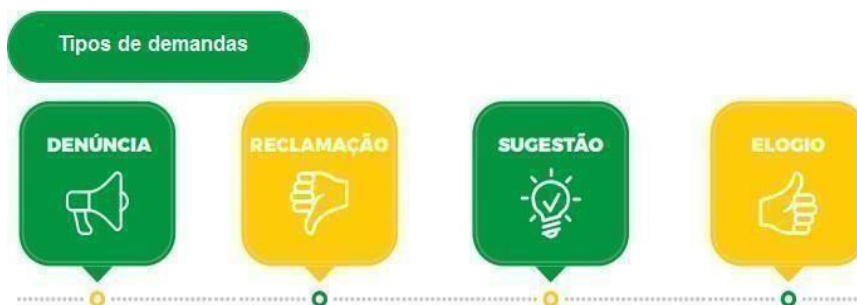 Tipos de demandas
DENÚNCIA
RECLAMAÇÃO
SUGESTÃO
ELOGIO